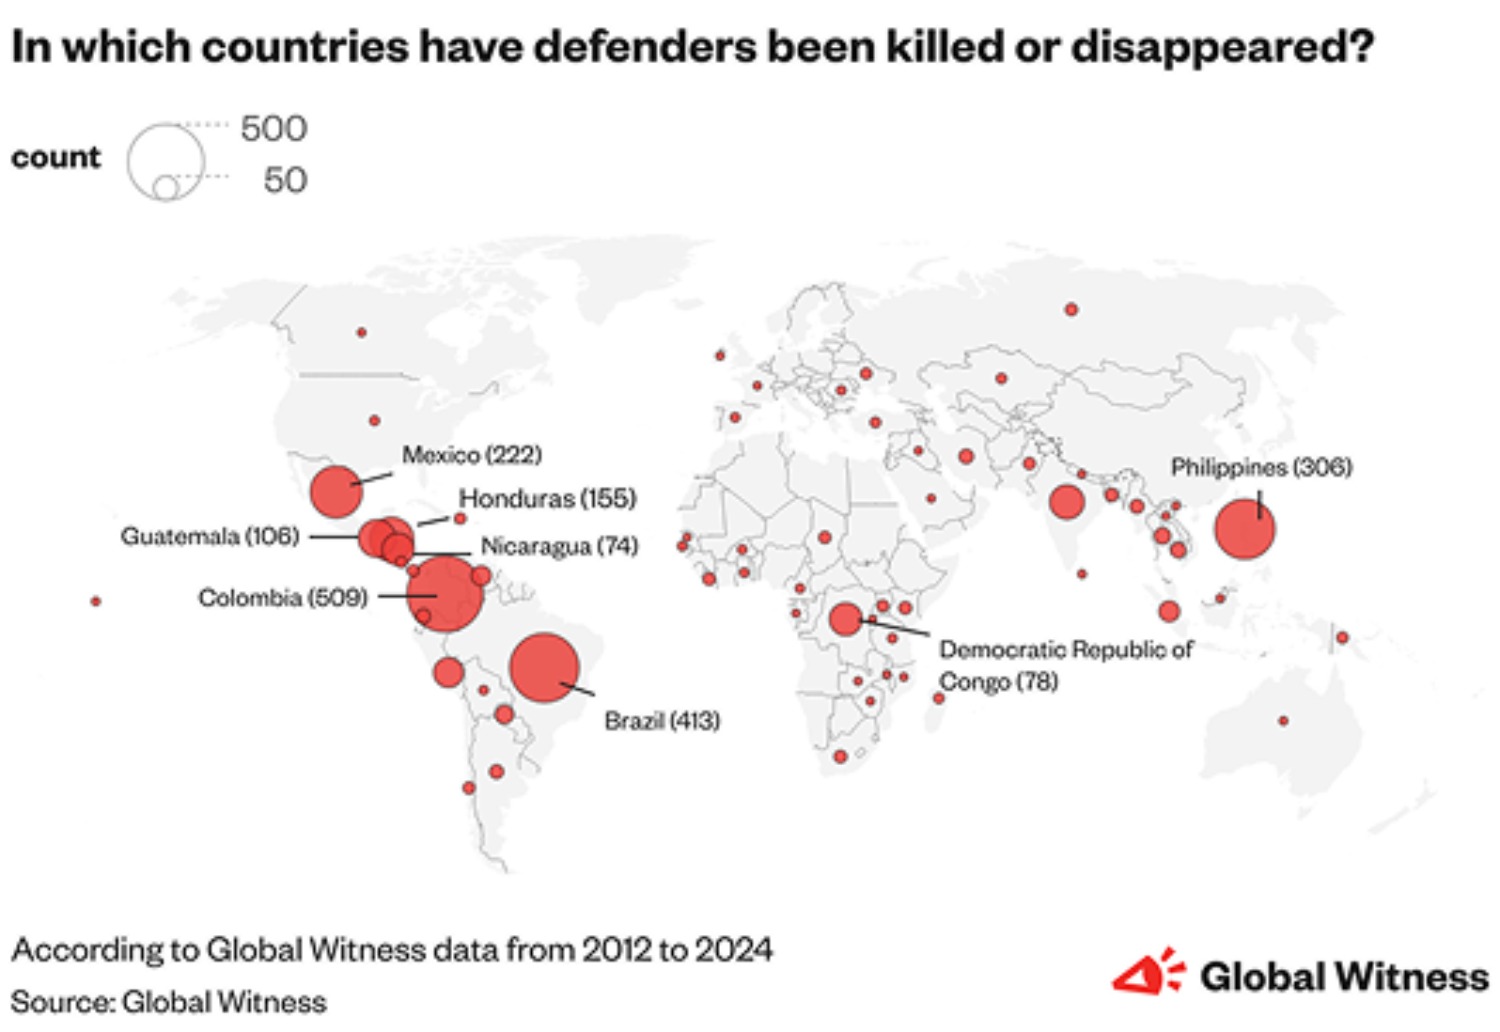 In which countries have defenders been killed or disappeared?
count
500
50
Mexico (222)
Honduras (155)
Guatemala (106)
Nicaragua (74)
Colombia (509)
Brazil (413)
Philippines (306)
Democratic Republic of
Congo (78)
According to Global Witness data from 2012 to 2024
Source: Global Witness
Global Witness